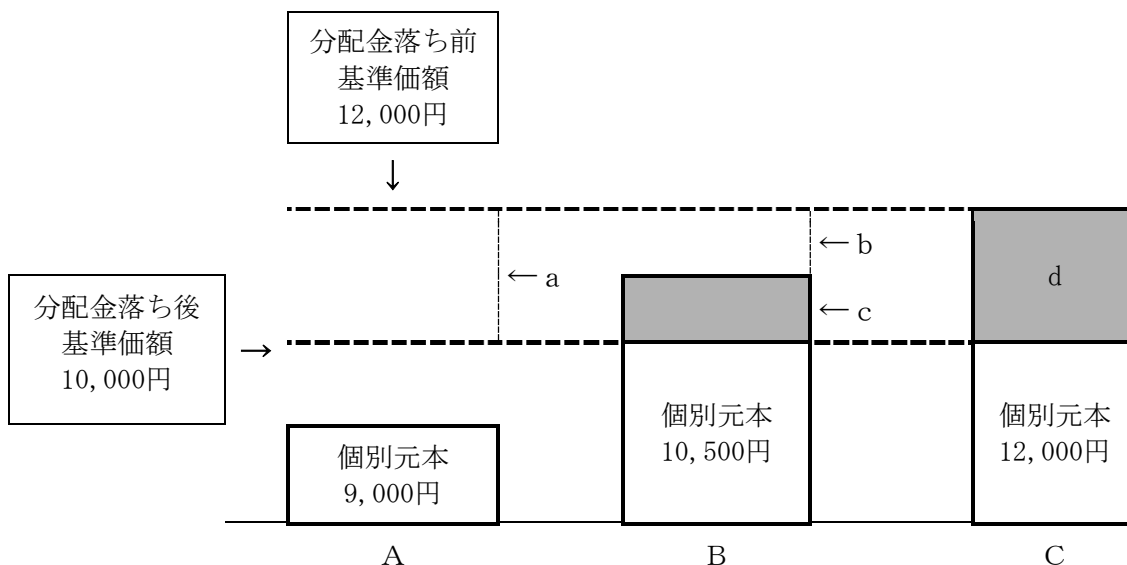 分配金落ち前
基準価額
12,000円
↓
←b
←a
d
分配金落ち後
基準価額
10,000円
→
←c
個別元本
9,000円
個別元本
10,500円
個別元本
12,000円
A
B
C